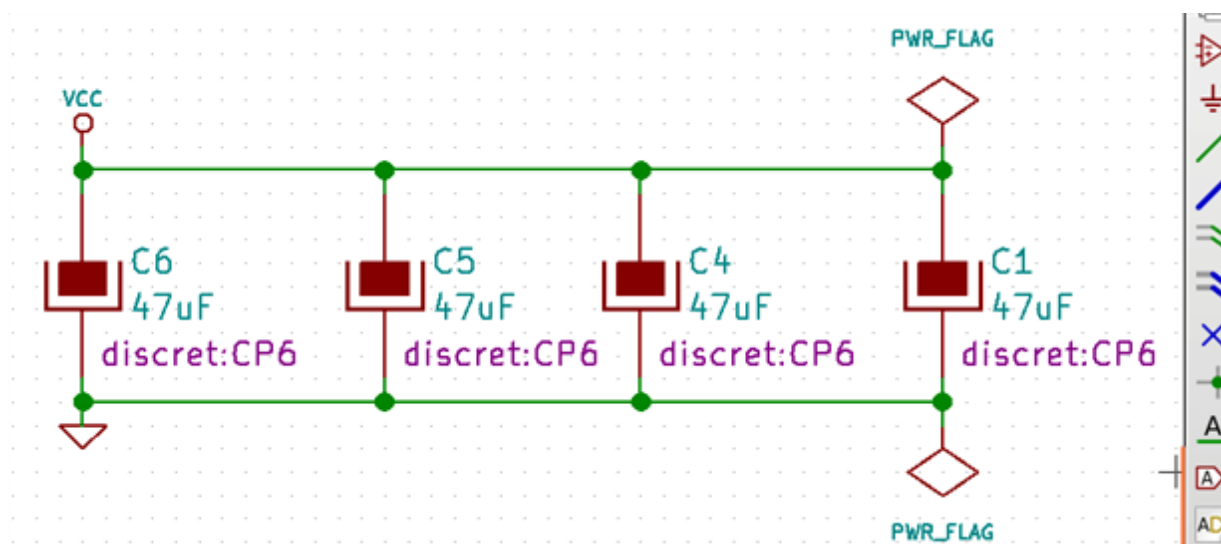 PWR_FLAG
VCC
C6
47uF
discret:CP6
C5
47uF
discret:CP6
C4
47uF
discret:CP6
C1
47uF
discret:CP6
PWR_FLAG
A
A